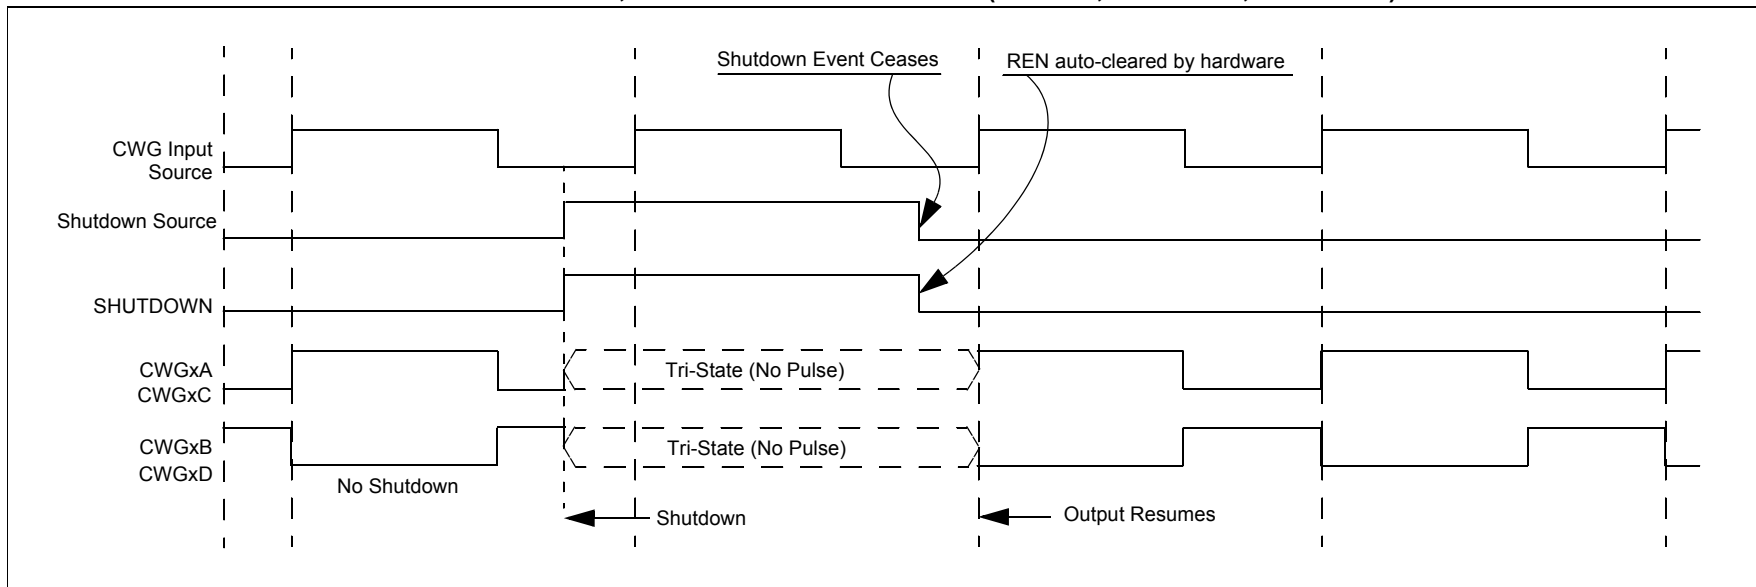 Shutdown Event Ceases
REN auto-cleared by hardware
CWG Input
Source
Shutdown Source
SHUTDOWN
CWGxA
CWGxC
Tri-State (No Pulse)
CWGxB
CWGxD
Tri-State (No Pulse)
No Shutdown
Shutdown
Output Resumes